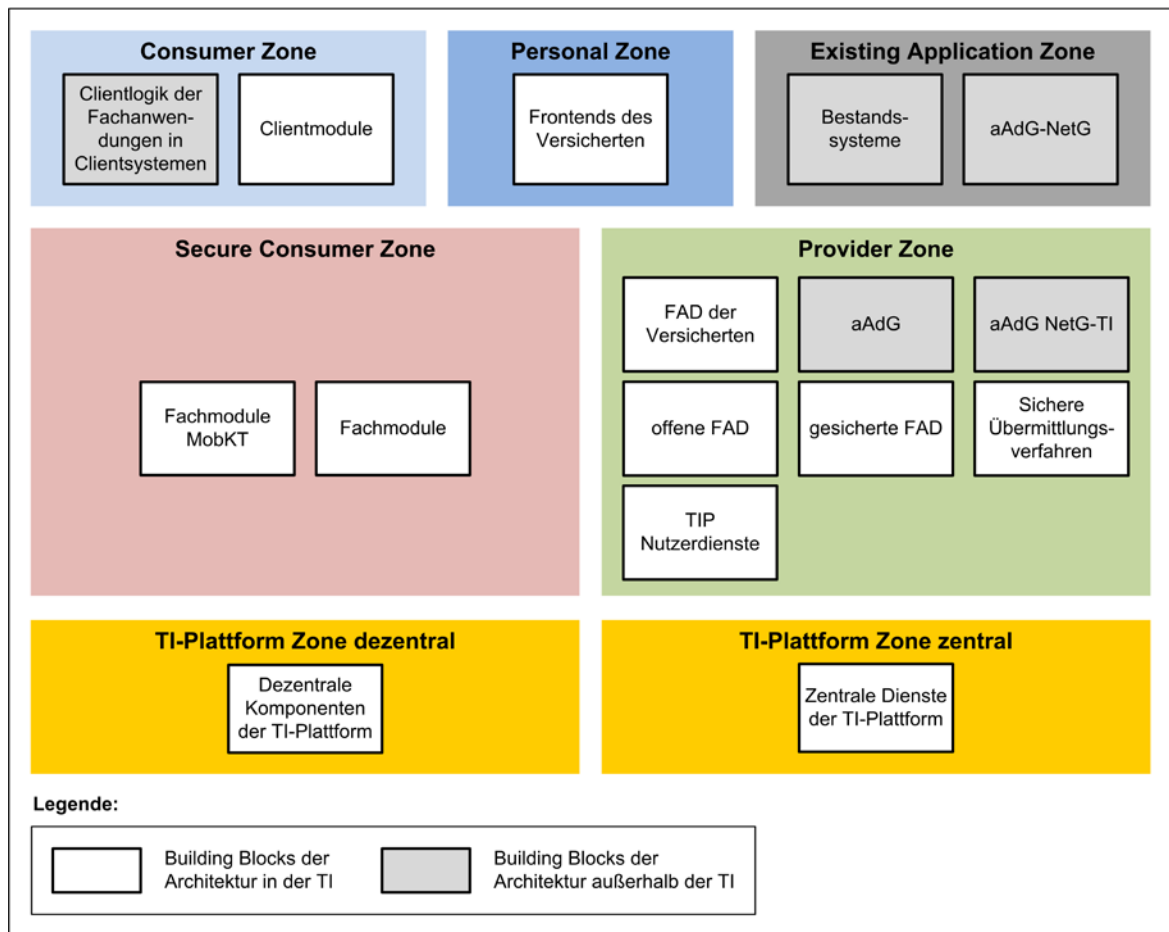 Consumer Zone
Clientlogik der
Fachanwen-
dungen in
Clientsystemen
Clientmodule
Personal Zone
Frontends des
Versicherten
Existing Application Zone
Bestands-
systeme
aAdG-NetG
Secure Consumer Zone
Fachmodule
MobKT
Fachmodule
Provider Zone
FAD der
Versicherten
aAdG
aAdG NetG-TI
offene FAD
gesicherte FAD
Sichere
Übermittlungs-
verfahren
TIP
Nutzerdienste
TI-Plattform Zone dezentral
Dezentrale
Komponenten
der TI-Plattform
TI-Plattform Zone zentral
Zentrale Dienste
der TI-Plattform
Legende:
Building Blocks der
Architektur in der TI
Building Blocks der
Architektur außerhalb der TI